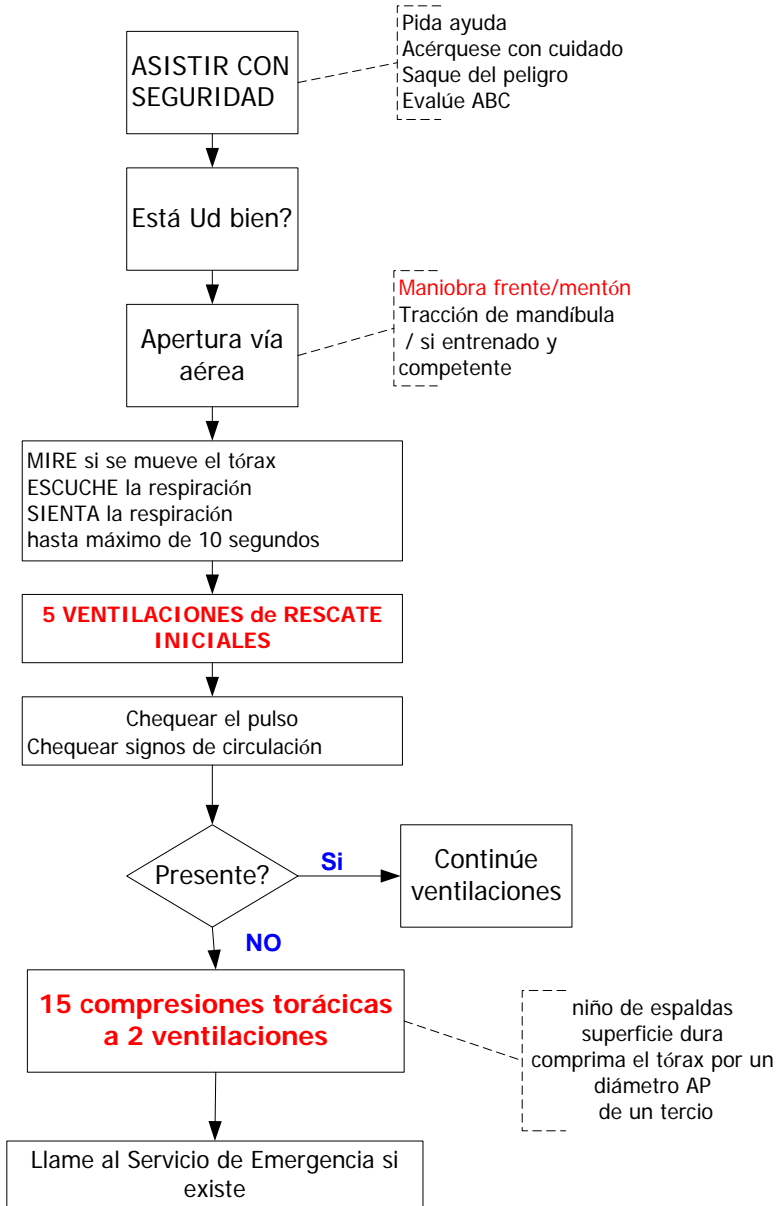 ASISTIR CON
SEGURIDAD
Pida ayuda
Acérquese con cuidado
Saque del peligro
Evalúe ABC
Está Ud bien?
Apertura vía
aérea
Maniobra frente/mentón
Tracción de mandíbula
/ si entrenado y
competente
MIRE si se mueve el tórax
ESCUCHE la respiración
SIENTA la respiración
hasta máximo de 10 segundos
5 VENTILACIONES de RESCATE
INICIALES
Chequear el pulso
Chequear signos de circulación
Presente?
Si
Continúe
ventilaciones
NO
15 compresiones torácicas
a 2 ventilaciones
niño de espaldas
superficie dura
comprima el tórax por un
diámetro AP
de un tercio
Llame al Servicio de Emergencia si
existe